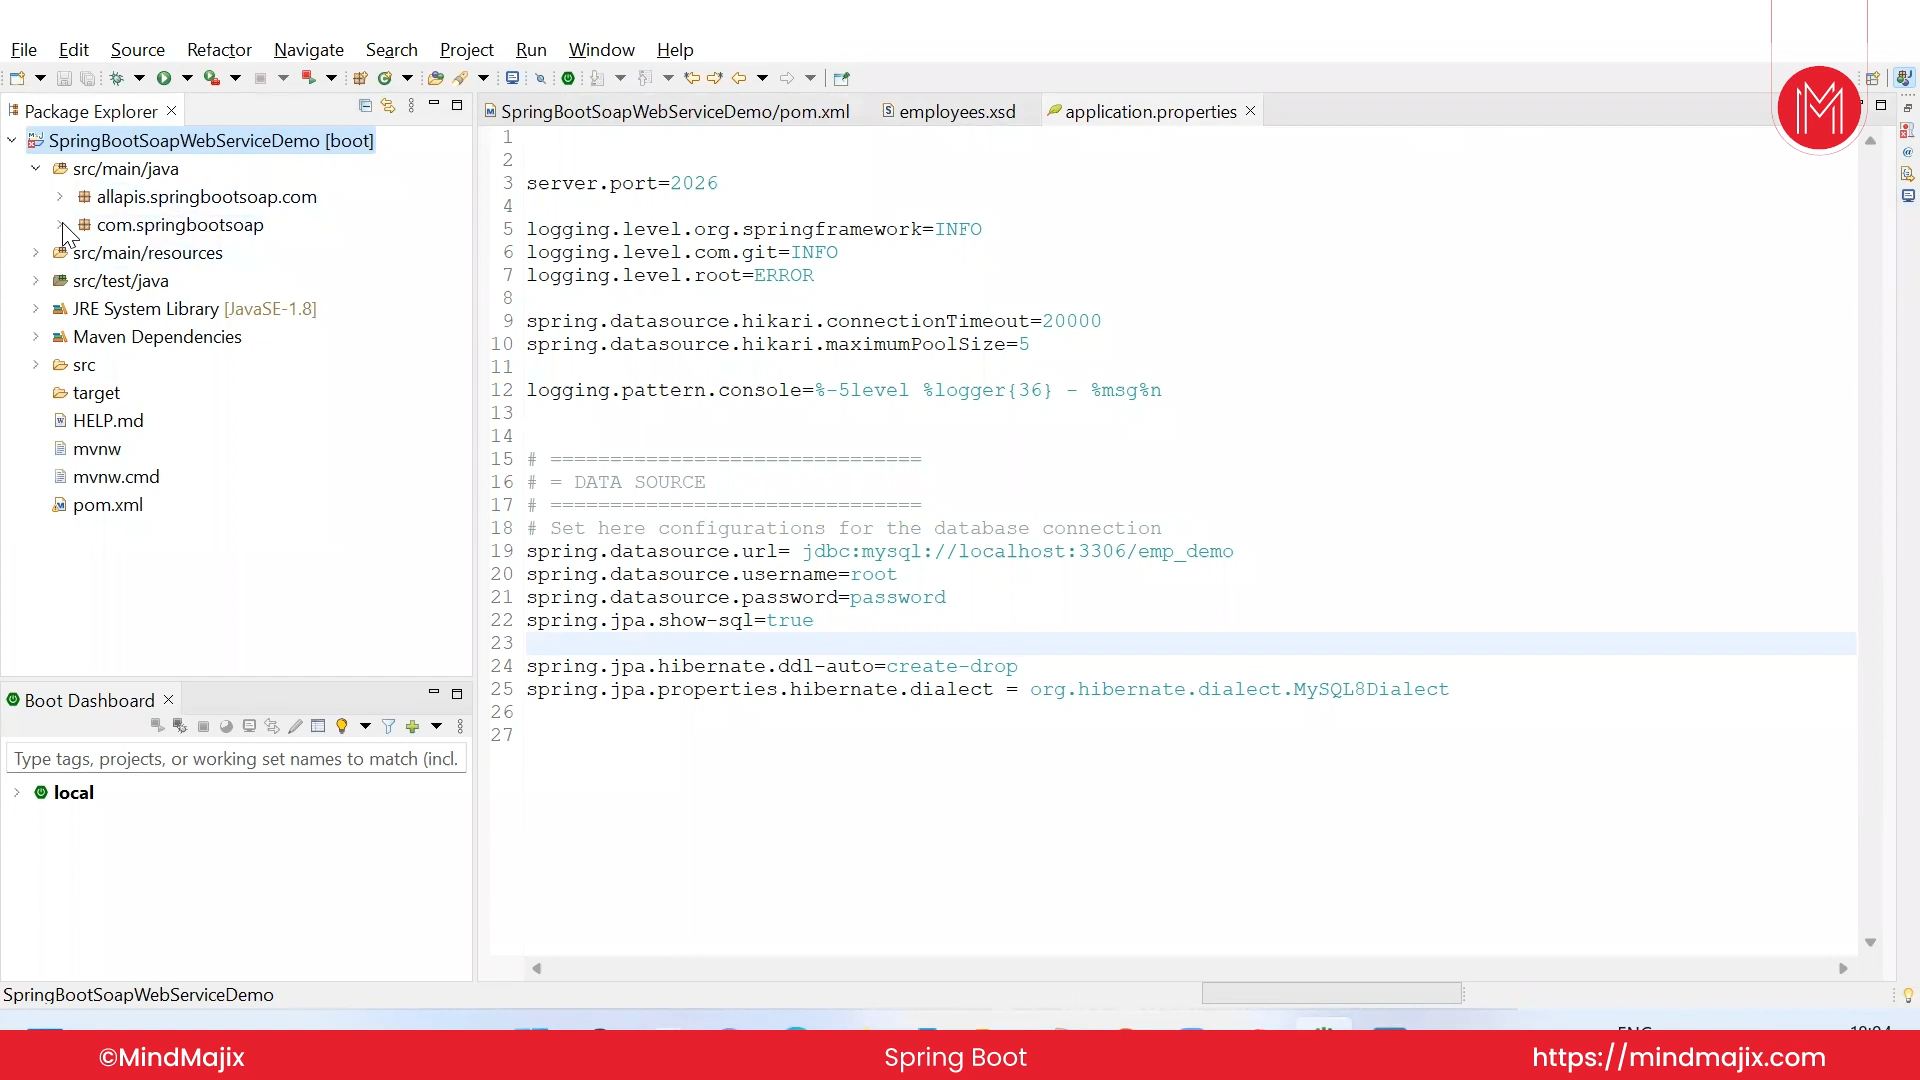 File Edit Source Refactor Navigate Search Project Run Window Help
Package Explorer
SpringBootSoapWebServiceDemo [boot]
src/main/java
allapis.springbootsoap.com
com.springbootsoap
src/main/resources
src/test/java
JRE System Library [JavaSE-1.8]
Maven Dependencies
src
target
HELP.md
mvnw
mvnw.cmd
pom.xml
Boot Dashboard
Type tags, projects, or working set names to match (incl.
local
SpringBootSoapWebServiceDemo/pom.xml employees.xsd application.properties
1
2
3 server.port=2026
4
5 logging.level.org.springframework=INFO
6 logging.level.com.git=INFO
7 logging.level.root=ERROR
8
9 spring.datasource.hikari.connectionTimeout=20000
10 spring.datasource.hikari.maximumPoolSize=5
11
12 logging.pattern.console=%-5level %logger{36} - %msg%n
13
14
15 # ===============================
16 # = DATA SOURCE
17 # ===============================
18 # Set here configurations for the database connection
19 spring.datasource.url= jdbc:mysql://localhost:3306/emp_demo
20 spring.datasource.username=root
21 spring.datasource.password=password
22 spring.jpa.show-sql=true
23
24 spring.jpa.hibernate.ddl-auto=create-drop
25 spring.jpa.properties.hibernate.dialect = org.hibernate.dialect.MySQL8Dialect
26
27
SpringBootSoapWebServiceDemo
©MindMajix Spring Boot https://mindmajix.com